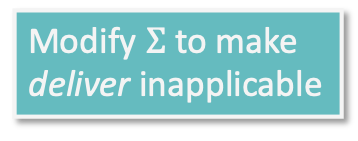 Modify Σ to make
deliver inapplicable